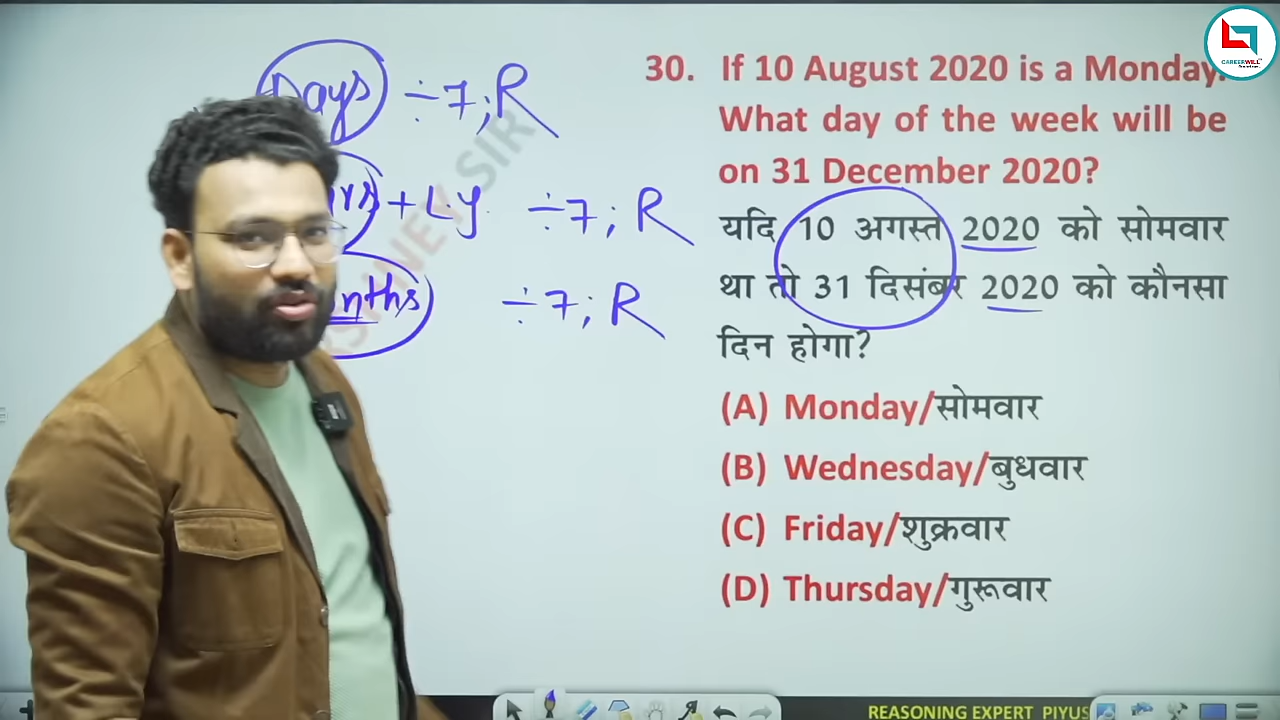 CAREERWILL
Days ÷7; R
+ L.Y. ÷7; R
÷7; R
30. If 10 August 2020 is a Monday.
What day of the week will be
on 31 December 2020?
यदि 10 अगस्त 2020 को सोमवार
था तो 31 दिसंबर 2020 को कौनसा
दिन होगा?
(A) Monday/सोमवार
(B) Wednesday/बुधवार
(C) Friday/शुक्रवार
(D) Thursday/गुरूवार
REASONING EXPERT PIYUS